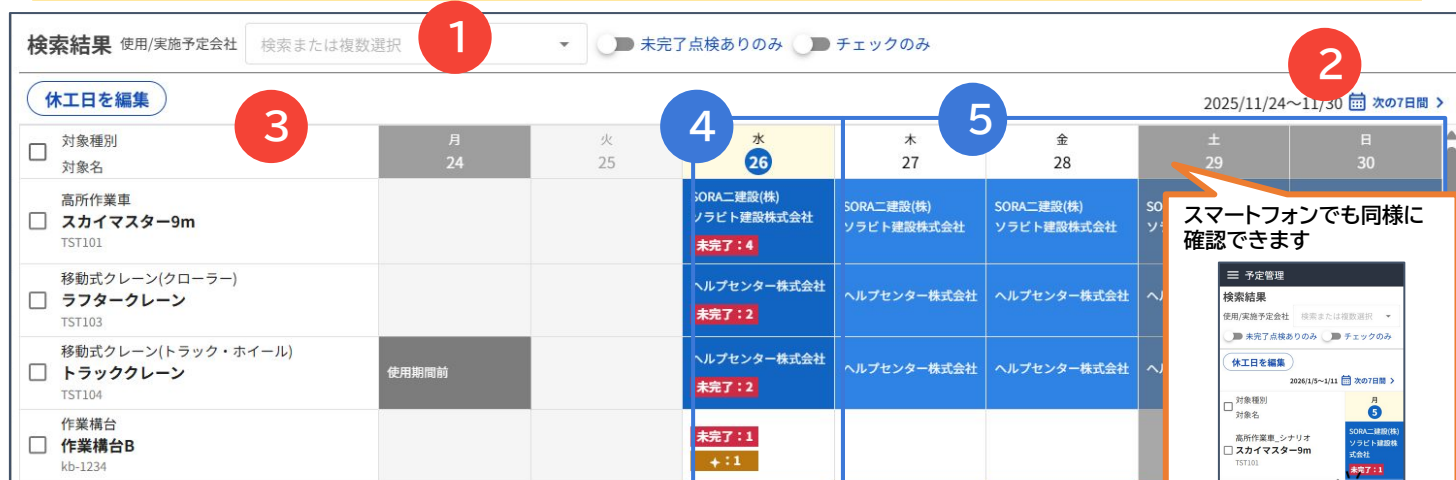 検索結果 使用/実施予定会社 検索または複数選択 1 未完了点検ありのみ チェックのみ
休工日を編集 2025/11/24～11/30 次の7日間 2
3 4 5
対象種別 月 火 水 木 金 土 日
対象名 24 25 26 27 28 29 30
高所作業車
スカイマスター9m
TST101
SORA二建設(株) SORA二建設(株) SORA二建設(株)
ソラビト建設株式会社 ソラビト建設株式会社 ソラビト建設株式会社
未完了：4
移動式クレーン(クローラー)
ラフタークレーン
TST103
ヘルプセンター株式会社 ヘルプセンター株式会社 ヘルプセンター株式会社
未完了：2
移動式クレーン(トラック・ホイール)
トラッククレーン
TST104
使用期間前
ヘルプセンター株式会社 ヘルプセンター株式会社 ヘルプセンター株式会社
未完了：2
作業構台
作業構台B
kb-1234
未完了：1
+：1
スマートフォンでも同様に
確認できます
予定管理
検索結果
使用/実施予定会社 検索または複数選択
未完了点検ありのみ チェックのみ
休工日を編集
2026/1/5～1/11 次の7日間
対象種別 月
対象名 5
高所作業車_シナリオ
スカイマスター9m
TST101
SORA二建設(株)
ソラビト建設株
式会社
未完了：1